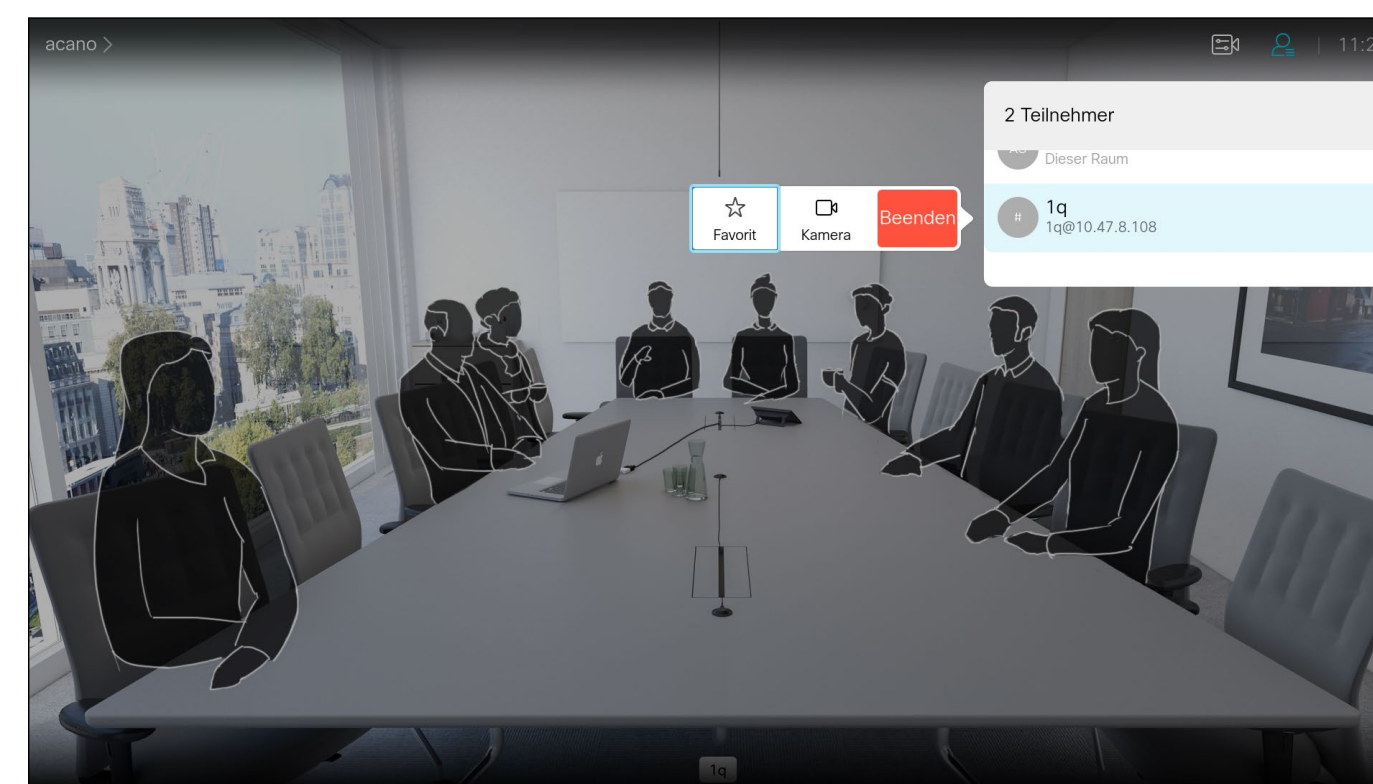 acano >
11:2
2 Teilnehmer
Dieser Raum
#
1q
1q@10.47.8.108
Favorit
Kamera
Beenden
1q